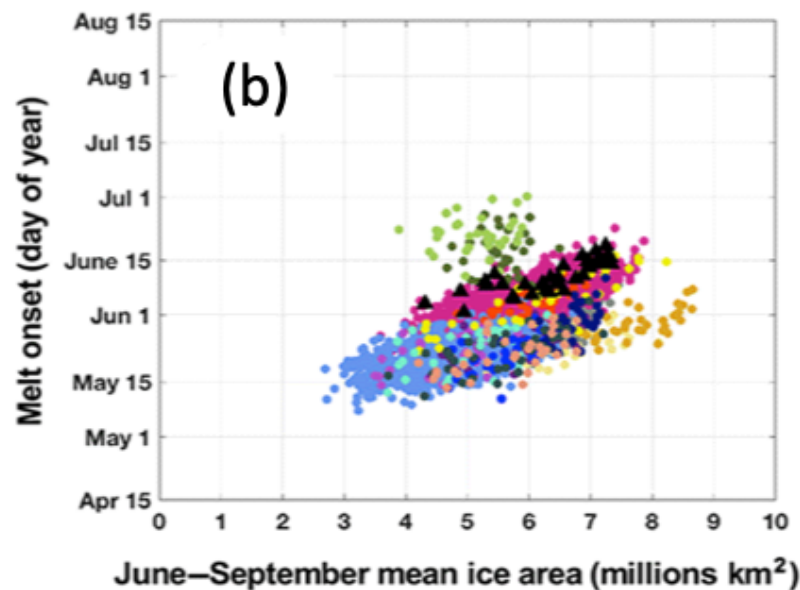 (b)
Melt onset (day of year)
Aug 15
Aug 1
Jul 15
Jul 1
June 15
Jun 1
May 15
May 1
Apr 15
0 1 2 3 4 5 6 7 8 9 10
June–September mean ice area (millions km²)